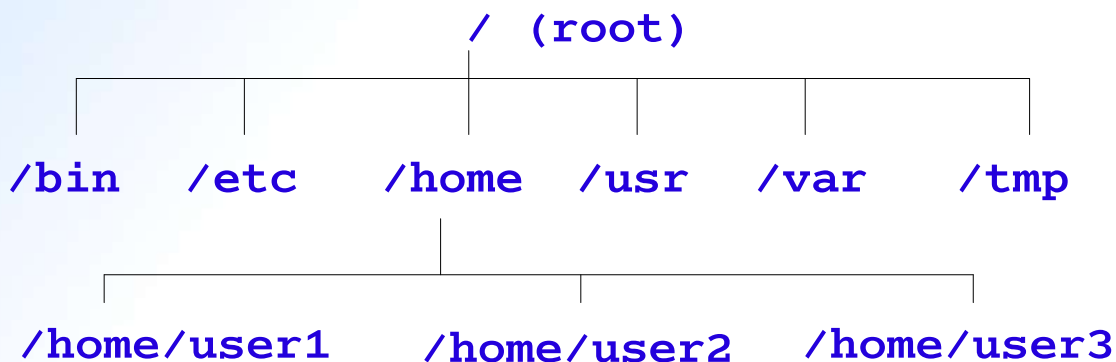 / (root)
/bin /etc /home /usr /var /tmp
/home/user1 /home/user2 /home/user3